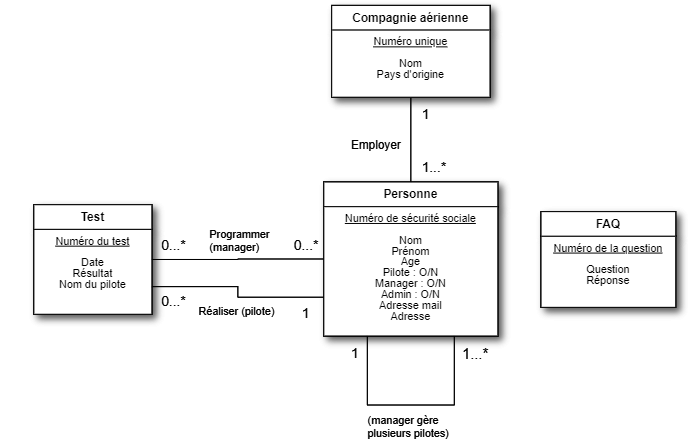 Compagnie aérienne
Numéro unique
Nom
Pays d'origine
1
Employer
1...*
Personne
Numéro de sécurité sociale
Nom
Prénom
Age
Pilote : O/N
Manager : O/N
Admin : O/N
Adresse mail
Adresse
Test
Numéro du test
Date
Résultat
Nom du pilote
0...*
Programmer
(manager)
0...*
0...*
Réaliser (pilote)
1
FAQ
Numéro de la question
Question
Réponse
1
1...*
(manager gère
plusieurs pilotes)